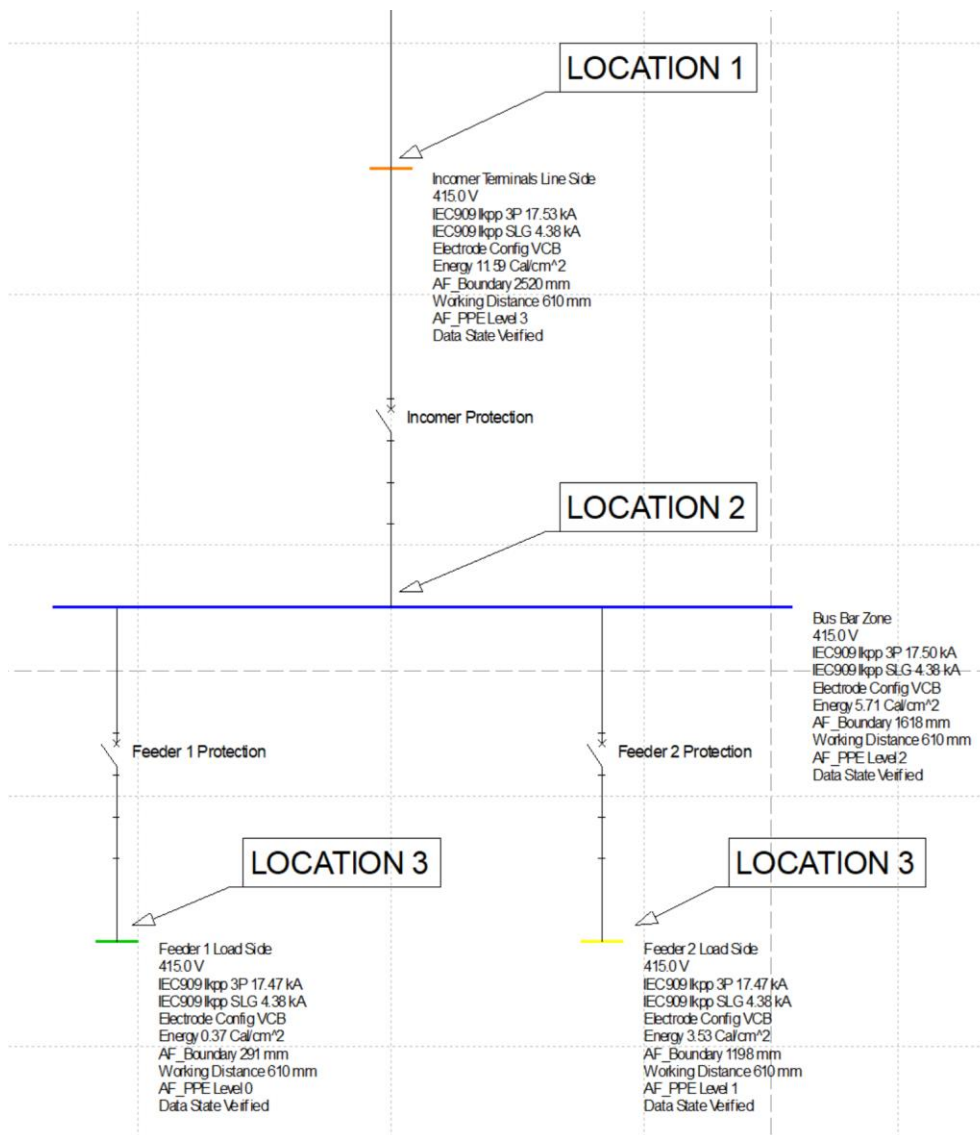 LOCATION 1
Incomer Terminals Line Side
415.0 V
IEC909 Ikpp 3P 17.53 kA
IEC909 Ikpp SLG 4.38 kA
Electrode Config VCB
Energy 11.59 Cal/cm^2
AF_Boundary 2520 mm
Working Distance 610 mm
AF_PPE Level 3
Data State Verified
Incomer Protection
LOCATION 2
Bus Bar Zone
415.0 V
IEC909 Ikpp 3P 17.50 kA
IEC909 Ikpp SLG 4.38 kA
Electrode Config VCB
Energy 5.71 Cal/cm^2
AF_Boundary 1618 mm
Working Distance 610 mm
AF_PPE Level 2
Data State Verified
Feeder 1 Protection
Feeder 2 Protection
LOCATION 3
Feeder 1 Load Side
415.0 V
IEC909 Ikpp 3P 17.47 kA
IEC909 Ikpp SLG 4.38 kA
Electrode Config VCB
Energy 0.37 Cal/cm^2
AF_Boundary 291 mm
Working Distance 610 mm
AF_PPE Level 0
Data State Verified
LOCATION 3
Feeder 2 Load Side
415.0 V
IEC909 Ikpp 3P 17.47 kA
IEC909 Ikpp SLG 4.38 kA
Electrode Config VCB
Energy 3.53 Cal/cm^2
AF_Boundary 1198 mm
Working Distance 610 mm
AF_PPE Level 1
Data State Verified